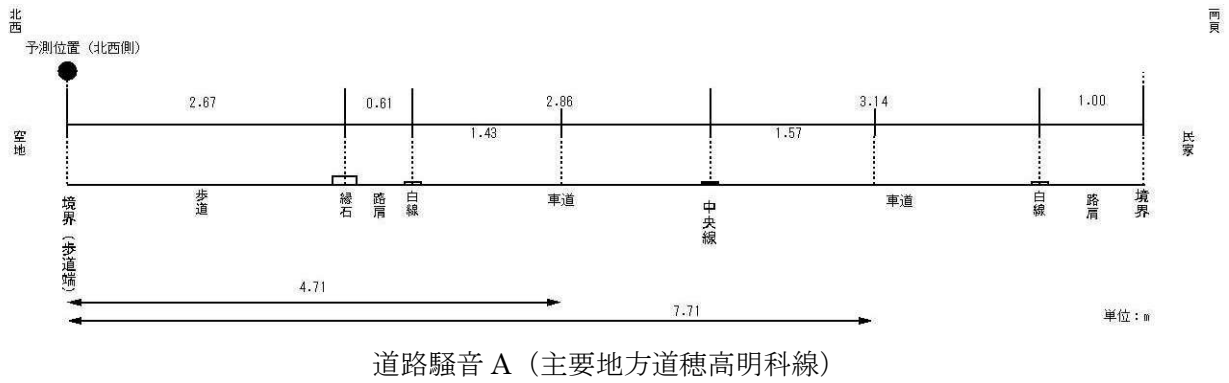 北西
予測位置（北西側）
2.67
0.61
2.86
3.14
1.00
1.43
1.57
空地
民家
歩道
縁石
路肩
白線
車道
中央線
車道
白線
路肩
境界
境界（歩道端）
4.71
7.71
単位：m
道路騒音 A（主要地方道穂高明科線）